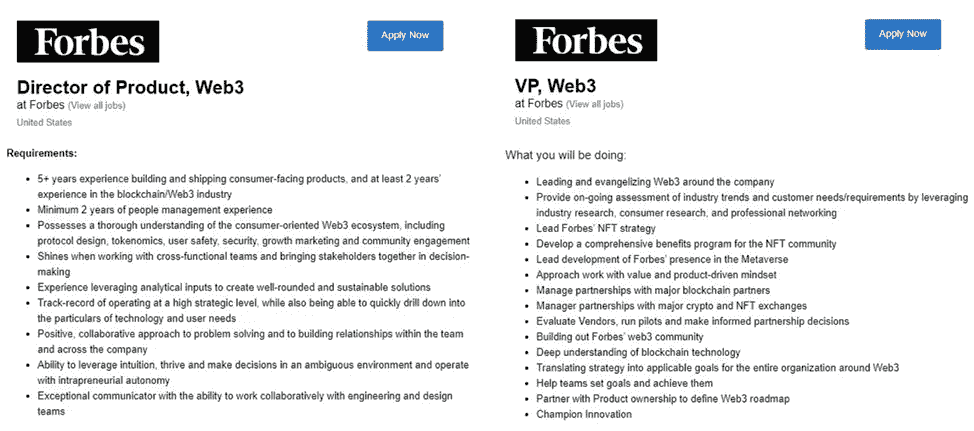 Forbes
Apply Now
Director of Product, Web3
at Forbes (View all jobs)
United States
Requirements:
• 5+ years experience building and shipping consumer-facing products, and at least 2 years'
experience in the blockchain/Web3 industry
• Minimum 2 years of people management experience
• Possesses a thorough understanding of the consumer-oriented Web3 ecosystem, including
protocol design, tokenomics, user safety, security, growth marketing and community engagement
• Shines when working with cross-functional teams and bringing stakeholders together in decision-
making
• Experience leveraging analytical inputs to create well-rounded and sustainable solutions
• Track-record of operating at a high strategic level, while also being able to quickly drill down into
the particulars of technology and user needs
• Positive, collaborative approach to problem solving and to building relationships within the team
and across the company
• Ability to leverage intuition, thrive and make decisions in an ambiguous environment and operate
with intrapreneurial autonomy
• Exceptional communicator with the ability to work collaboratively with engineering and design
teams
Forbes
Apply Now
VP, Web3
at Forbes (View all jobs)
United States
What you will be doing:
• Leading and evangelizing Web3 around the company
• Provide on-going assessment of industry trends and customer needs/requirements by leveraging
industry research, consumer research, and professional networking
• Lead Forbes' NFT strategy
• Develop a comprehensive benefits program for the NFT community
• Lead development of Forbes' presence in the Metaverse
• Approach work with value and product-driven mindset
• Manage partnerships with major blockchain partners
• Manager partnerships with major crypto and NFT exchanges
• Evaluate Vendors, run pilots and make informed partnership decisions
• Building out Forbes' web3 community
• Deep understanding of blockchain technology
• Translating strategy into applicable goals for the entire organization around Web3
• Help teams set goals and achieve them
• Partner with Product ownership to define Web3 roadmap
• Champion Innovation